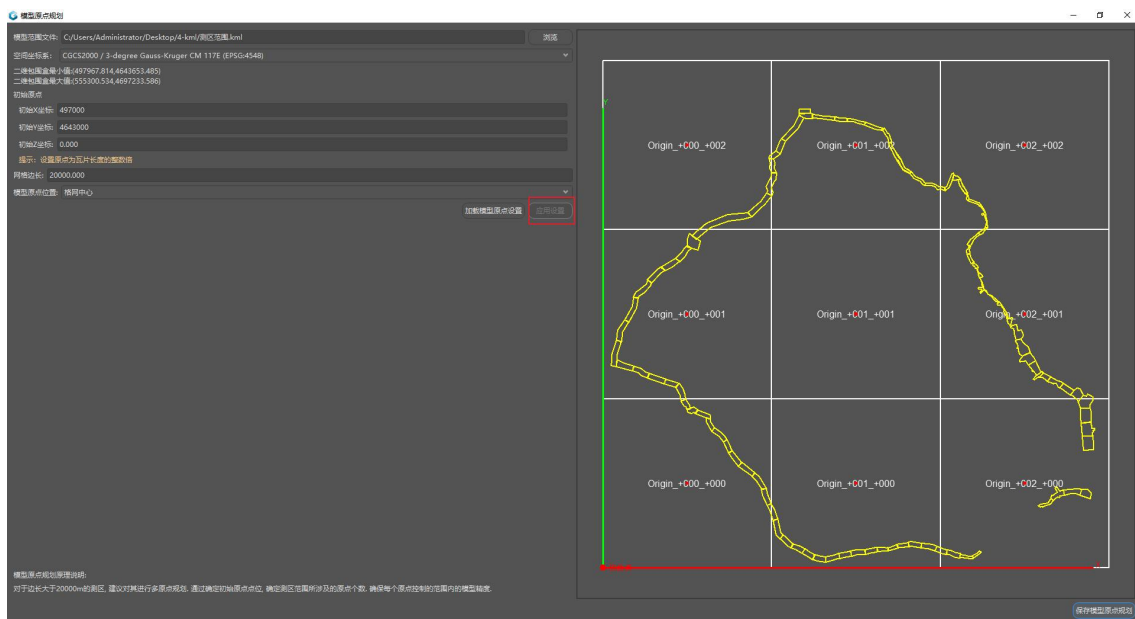 模型原点规划
模型范围文件: C:/Users/Administrator/Desktop/4-kml/测区范围.kml 浏览
空间坐标系: CGCS2000 / 3-degree Gauss-Kruger CM 117E (EPSG:4548)
二维包围盒最小值:(497967.814,4643653.485)
二维包围盒最大值:(555300.534,4697233.586)
初始原点
初始X坐标: 497000
初始Y坐标: 4643000
初始Z坐标: 0.000
提示: 设置原点为瓦片长度的整数倍
网格边长: 20000.000
模型原点位置: 格网中心
加载模型原点设置 应用设置
Y
Origin_+000_+002 Origin_+001_+002 Origin_+002_+002
Origin_+000_+001 Origin_+001_+001 Origin_+002_+001
Origin_+000_+000 Origin_+001_+000 Origin_+002_+000
模型原点规划原理说明:
对于边长大于20000m的测区, 建议对其进行多原点规划. 通过确定初始原点点位, 确定测区范围所涉及的原点个数, 确保每个原点控制的范围内的模型精度.
保存模型原点规划